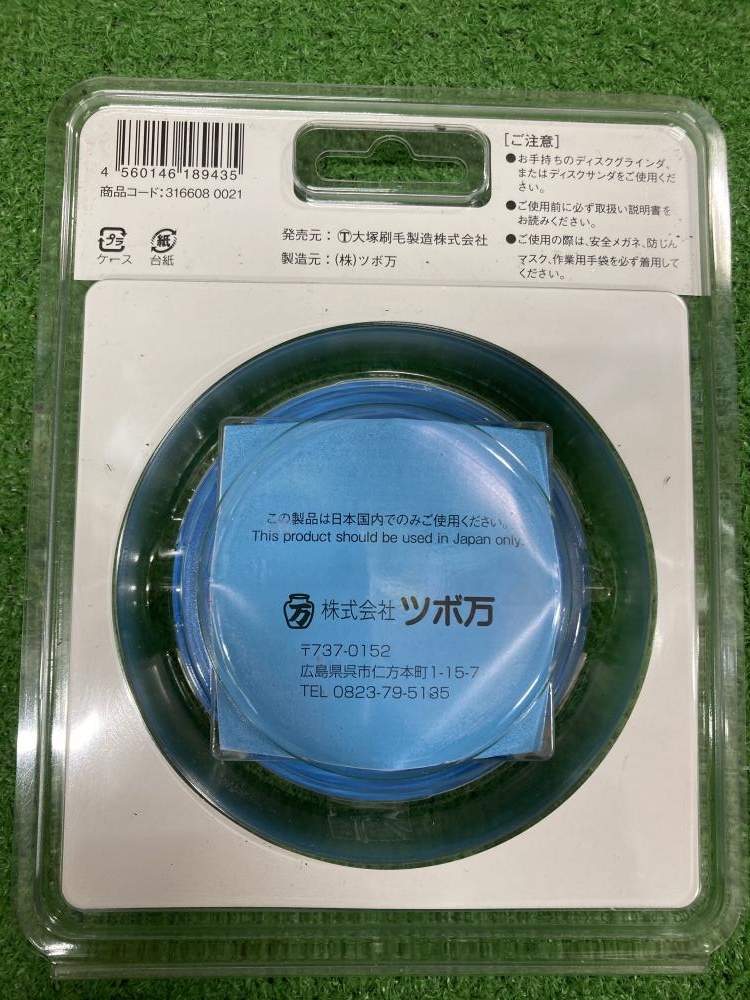 4 560146 189435
商品コード:316608 0021
プラ
ケース
紙
台紙
発売元：Ⓣ大塚刷毛製造株式会社
製造元：(株)ツボ万
[ご注意]
●お手持ちのディスクグラインダ、
またはディスクサンダをご使用くだ
さい。
●ご使用前に必ず取扱い説明書を
お読みください。
●ご使用の際は、安全メガネ、防じん
マスク、作業用手袋を必ず着用して
ください。
この製品は日本国内でのみご使用ください。
This product should be used in Japan only.
万 株式会社 ツボ万
〒737-0152
広島県呉市仁方本町1-15-7
TEL 0823-79-5135